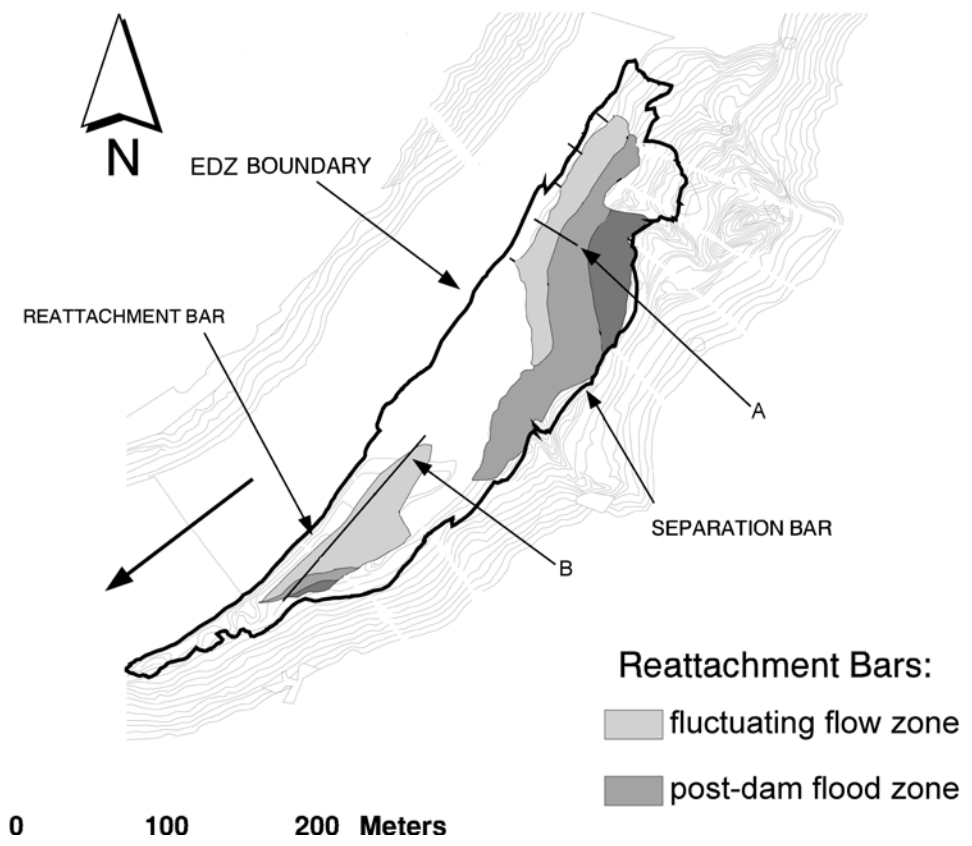 N
EDZ BOUNDARY
REATTACHMENT BAR
A
SEPARATION BAR
B
Reattachment Bars:
fluctuating flow zone
post-dam flood zone
0 100 200 Meters